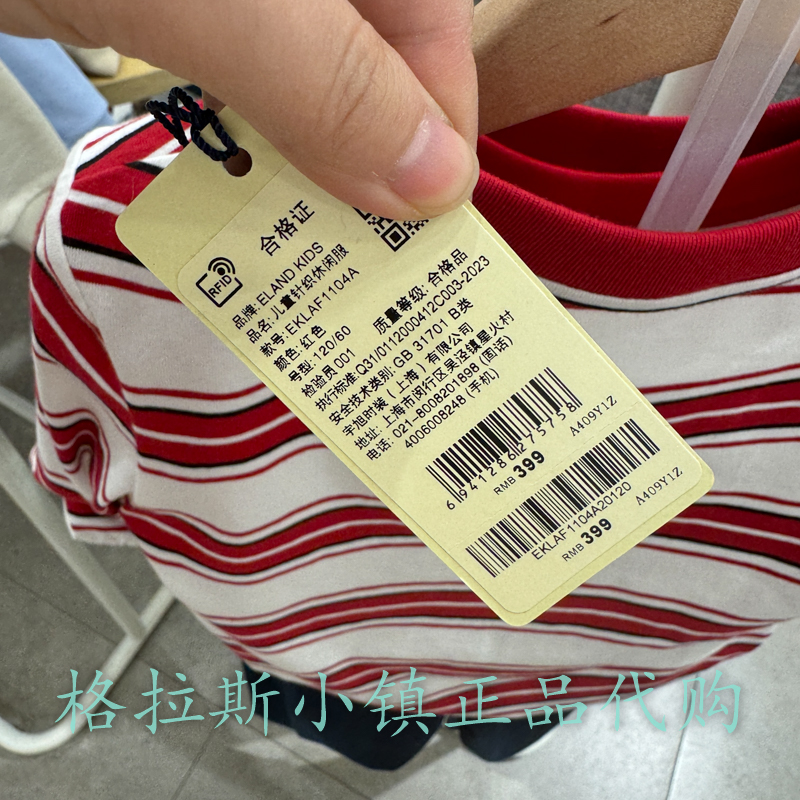 合格证
RFID
品牌: ELAND KIDS
品名: 儿童针织休闲服
款号: EKLAF1104A
颜色: 红色
质量等级: 合格品
号型: 120/60
检验员 001
执行标准: Q31/0112000412C003-2023
安全技术类别: GB 31701 B类
宇旭时装（上海）有限公司
地址: 上海市闵行区吴泾镇星火村
电话: 021-8008201898 (固话)
4006008248 (手机)
6941286275758
A409Y1Z
RMB 399
EKLAF1104A20120
A409Y1Z
RMB 399
格拉斯小镇正品代购